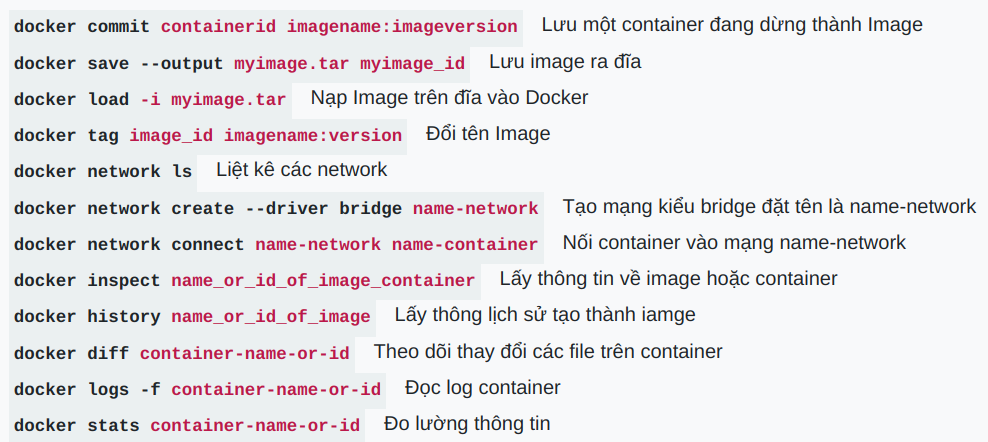 docker commit containerid imagename:imageversion Lưu một container đang dừng thành Image
docker save --output myimage.tar myimage_id Lưu image ra đĩa
docker load -i myimage.tar Nạp Image trên đĩa vào Docker
docker tag image_id imagename:version Đổi tên Image
docker network ls Liệt kê các network
docker network create --driver bridge name-network Tạo mạng kiểu bridge đặt tên là name-network
docker network connect name-network name-container Nối container vào mạng name-network
docker inspect name_or_id_of_image_container Lấy thông tin về image hoặc container
docker history name_or_id_of_image Lấy thông lịch sử tạo thành iamge
docker diff container-name-or-id Theo dõi thay đổi các file trên container
docker logs -f container-name-or-id Đọc log container
docker stats container-name-or-id Đo lường thông tin